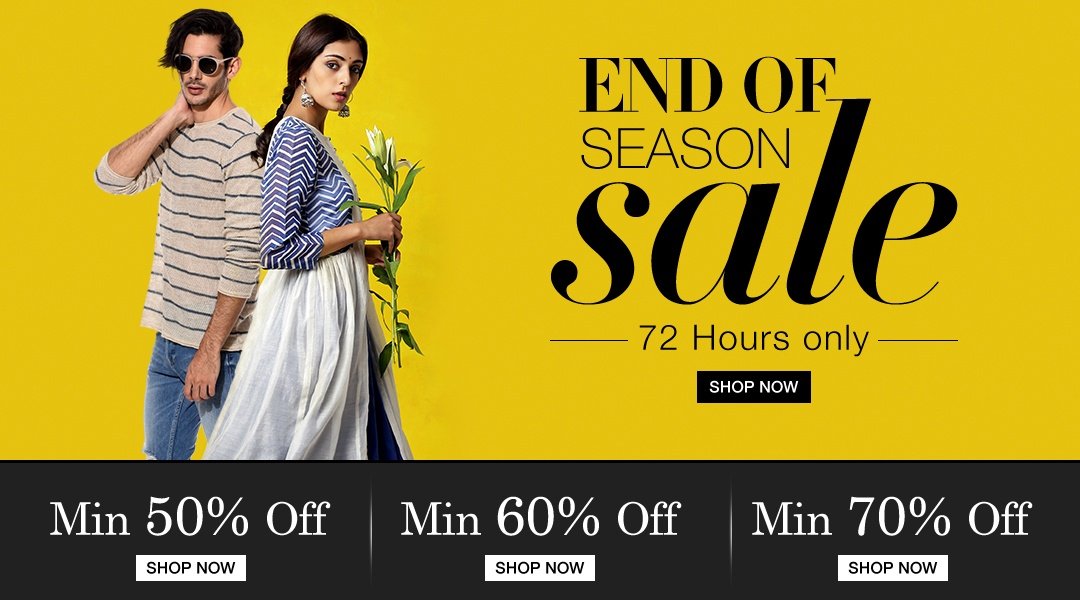 END OF
SEASON
sale
72 Hours only
SHOP NOW
Min 50% Off
SHOP NOW
Min 60% Off
SHOP NOW
Min 70% Off
SHOP NOW